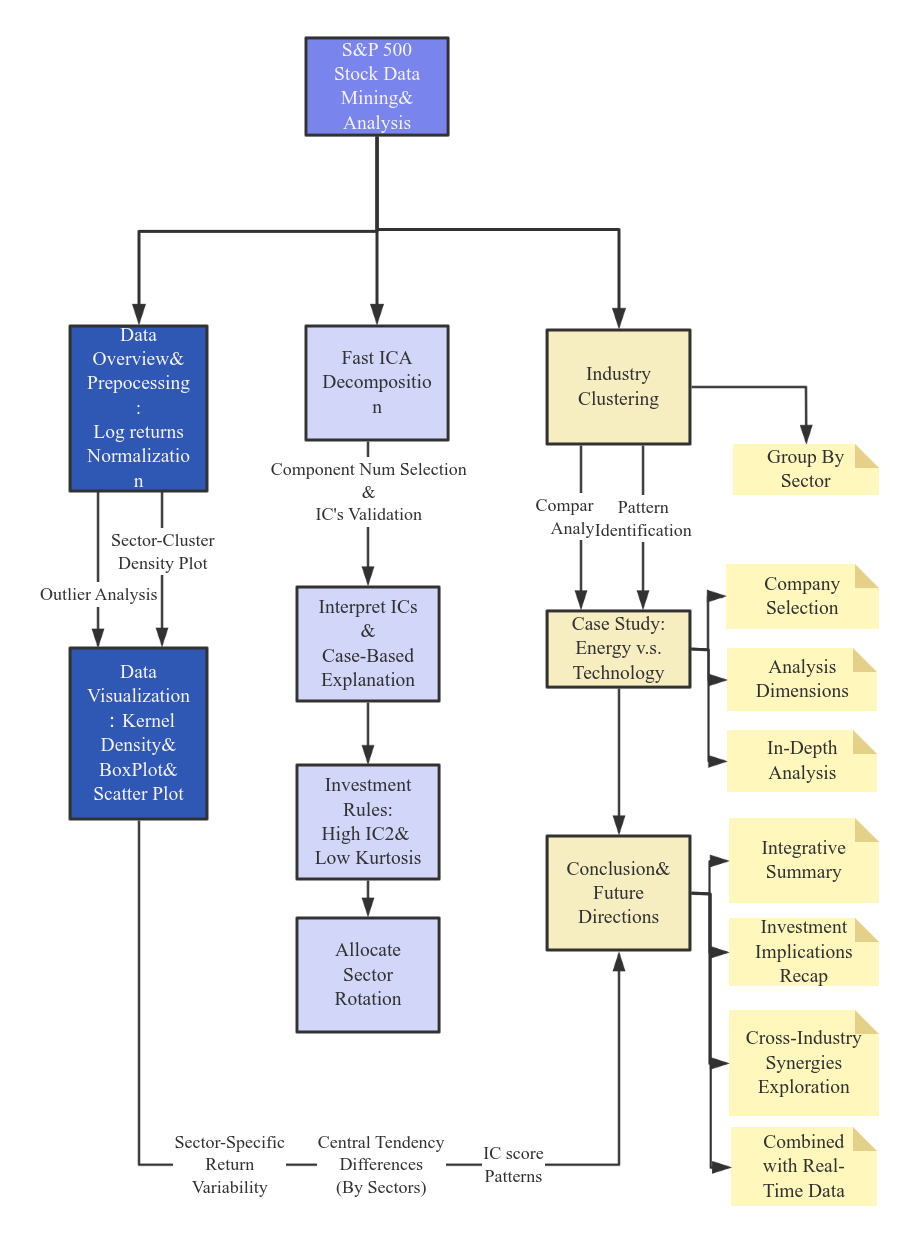 S&P 500
Stock Data
Mining&
Analysis
Data
Overview&
Prepocessing
:
Log returns
Normalizatio
n
Fast ICA
Decompositio
n
Industry
Clustering
Group By
Sector
Component Num Selection
&
IC's Validation
Compar
Analy
Pattern
Identification
Sector-Cluster
Density Plot
Outlier Analysis
Interpret ICs
&
Case-Based
Explanation
Company
Selection
Case Study:
Energy v.s.
Technology
Analysis
Dimensions
In-Depth
Analysis
Data
Visualization
: Kernel
Density&
BoxPlot&
Scatter Plot
Investment
Rules:
High IC2&
Low Kurtosis
Conclusion&
Future
Directions
Integrative
Summary
Investment
Implications
Recap
Allocate
Sector
Rotation
Cross-Industry
Synergies
Exploration
Combined
with Real-
Time Data
Sector-Specific
Return
Variability
Central Tendency
Differences
(By Sectors)
IC score
Patterns